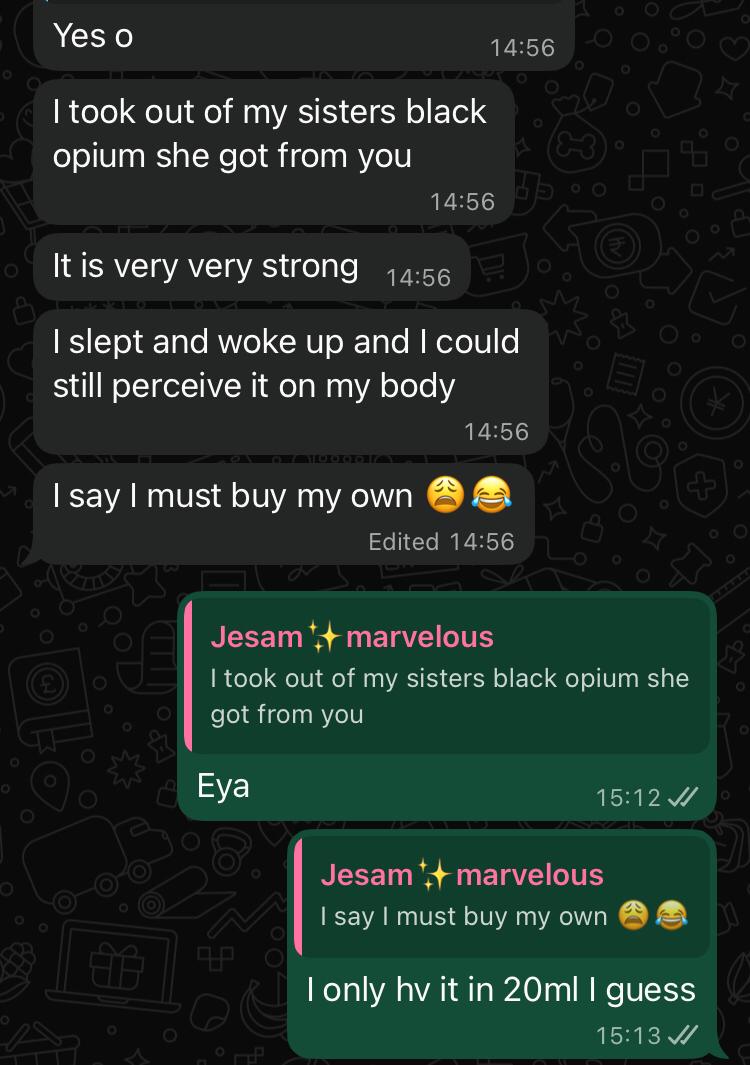 Yes o
14:56
I took out of my sisters black
opium she got from you
14:56
It is very very strong 14:56
I slept and woke up and I could
still perceive it on my body
14:56
I say I must buy my own 😩😂
Edited 14:56
Jesam✨marvelous
I took out of my sisters black opium she
got from you
Eya
15:12
Jesam✨marvelous
I say I must buy my own 😩😂
I only hv it in 20ml I guess
15:13